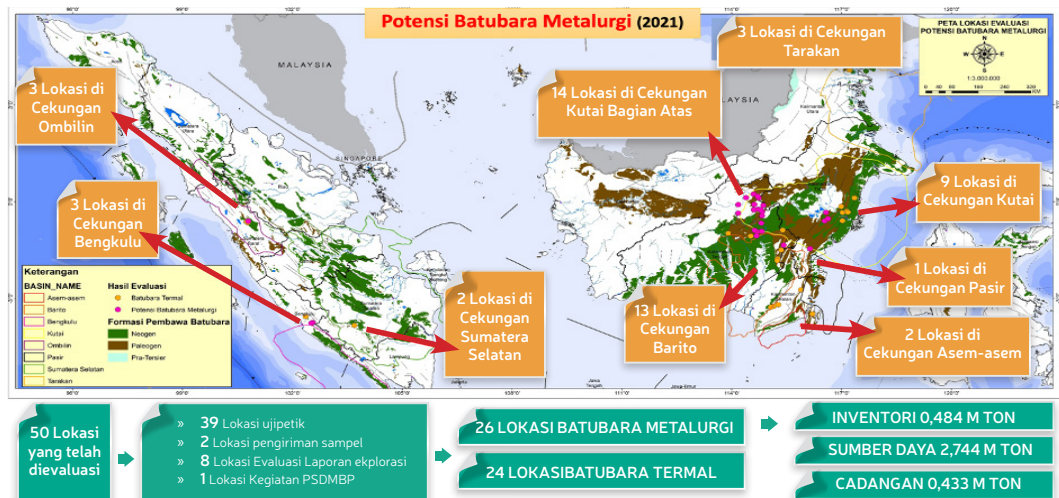 Potensi Batubara Metalurgi (2021)
PETA LOKASI EVALUASI
POTENSI BATUBARA METALURGI
N
W
E
S
1:3.000.000
KM
MALAYSIA
SINGAPORE
3 Lokasi di
Cekungan
Ombilin
3 Lokasi di
Cekungan
Bengkulu
2 Lokasi di
Cekungan
Sumatera
Selatan
3 Lokasi di Cekungan
Tarakan
14 Lokasi di Cekungan
Kutai Bagian Atas
9 Lokasi di
Cekungan Kutai
1 Lokasi di
Cekungan Pasir
13 Lokasi di
Cekungan
Barito
2 Lokasi di
Cekungan Asem-asem
Keterangan
BASIN_NAME
Asem-asem
Barito
Bengkulu
Kutai
Ombilin
Pasir
Sumatera Selatan
Tarakan
Hasil Evaluasi
Batubara Termal
Potensi Batubara Metalurgi
Formasi Pembawa Batubara
Neogen
Paleogen
Pra-Tersier
50 Lokasi
yang telah
dievaluasi
» 39 Lokasi ujipetik
» 2 Lokasi pengiriman sampel
» 8 Lokasi Evaluasi Laporan ekplorasi
» 1 Lokasi Kegiatan PSDMBP
26 LOKASI BATUBARA METALURGI
24 LOKASIBATUBARA TERMAL
INVENTORI 0,484 M TON
SUMBER DAYA 2,744 M TON
CADANGAN 0,433 M TON